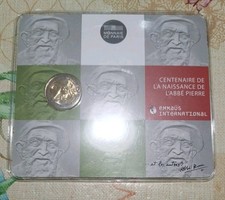 MONNAIE
DE PARIS
CENTENAIRE DE
LA NAISSANCE DE
L'ABBÉ PIERRE
EMMAÜS
INTERNATIONAL